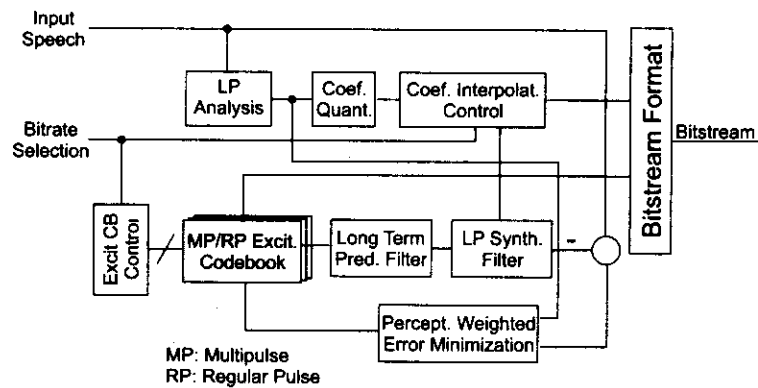 Input
Speech
LP
Analysis
Coef.
Quant.
Coef. Interpolat.
Control
Bitstream Format
Bitstream
Bitrate
Selection
Excit CB
Control
MP/RP Excit.
Codebook
Long Term
Pred. Filter
LP Synth.
Filter
-
Percept. Weighted
Error Minimization
MP: Multipulse
RP: Regular Pulse